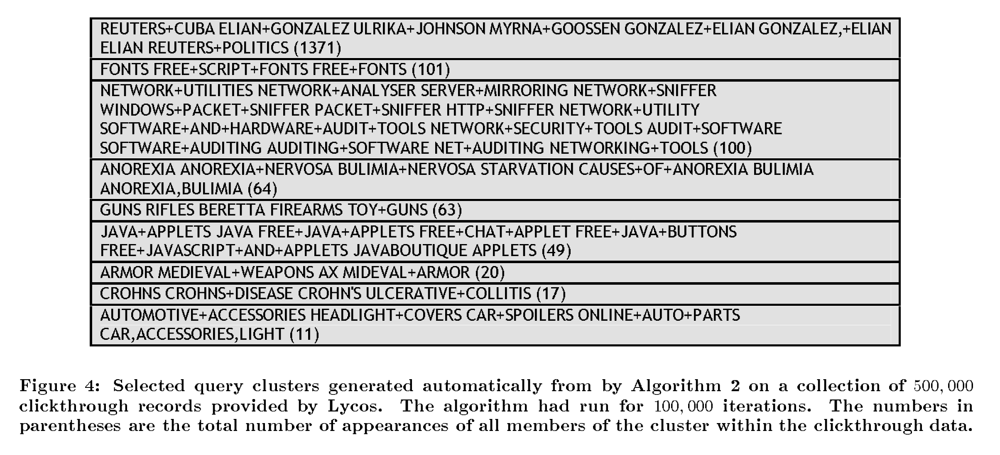 REUTERS+CUBA ELIAN+GONZALEZ ULRIKA+JOHNSON MYRNA+GOOSSEN GONZALEZ+ELIAN GONZALEZ,+ELIAN
ELIAN REUTERS+POLITICS (1371)
FONTS FREE+SCRIPT+FONTS FREE+FONTS (101)
NETWORK+UTILITIES NETWORK+ANALYSER SERVER+MIRRORING NETWORK+SNIFFER
WINDOWS+PACKET+SNIFFER PACKET+SNIFFER HTTP+SNIFFER NETWORK+UTILITY
SOFTWARE+AND+HARDWARE+AUDIT+TOOLS NETWORK+SECURITY+TOOLS AUDIT+SOFTWARE
SOFTWARE+AUDITING AUDITING+SOFTWARE NET+AUDITING NETWORKING+TOOLS (100)
ANOREXIA ANOREXIA+NERVOSA BULIMIA+NERVOSA STARVATION CAUSES+OF+ANOREXIA BULIMIA
ANOREXIA,BULIMIA (64)
GUNS RIFLES BERETTA FIREARMS TOY+GUNS (63)
JAVA+APPLETS JAVA FREE+JAVA+APPLETS FREE+CHAT+APPLET FREE+JAVA+BUTTONS
FREE+JAVASCRIPT+AND+APPLETS JAVABOUTIQUE APPLETS (49)
ARMOR MEDIEVAL+WEAPONS AX MIDEVAL+ARMOR (20)
CROHNS CROHNS+DISEASE CROHN'S ULCERATIVE+COLLITIS (17)
AUTOMOTIVE+ACCESSORIES HEADLIGHT+COVERS CAR+SPOILERS ONLINE+AUTO+PARTS
CAR,ACCESSORIES,LIGHT (11)
Figure 4: Selected query clusters generated automatically from by Algorithm 2 on a collection of 500,000
clickthrough records provided by Lycos. The algorithm had run for 100,000 iterations. The numbers in
parentheses are the total number of appearances of all members of the cluster within the clickthrough data.